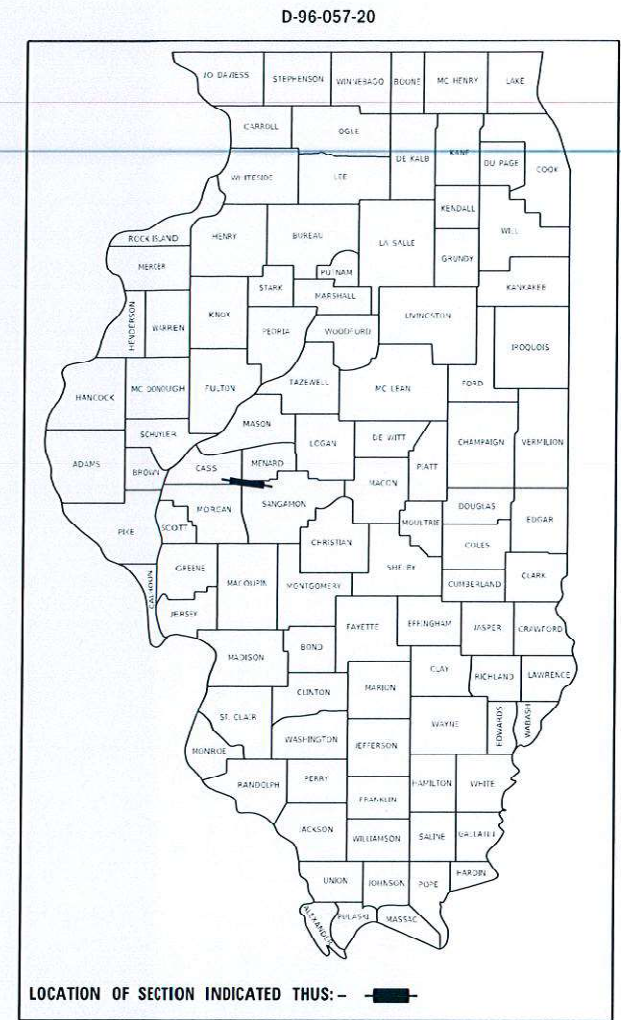 D-96-057-20
JO DAVIESS STEPHENSON WINNEBAGO BOONE MC HENRY LAKE
CARROLL OGLE
DE KALB KANE DU PAGE COOK
WHITESIDE LEE
KENDALL
ROCK ISLAND HENRY BUREAU LA SALLE WILL
MERCER PUTNAM GRUNDY
STARK MARSHALL KANKAKEE
HENDERSON WARREN KNOX PEORIA WOODFORD LIVINGSTON
IROQUOIS
HANCOCK MC DONOUGH FULTON TAZEWELL MC LEAN FORD
MASON
SCHUYLER LOGAN DE WITT CHAMPAIGN VERMILION
ADAMS BROWN CASS MENARD PIATT
MACON
MORGAN SANGAMON DOUGLAS
PIKE SCOTT MOULTRIE EDGAR
CHRISTIAN COLES
GREENE SHELBY
CALHOUN MACOUPIN MONTGOMERY CUMBERLAND CLARK
JERSEY
FAYETTE EFFINGHAM JASPER CRAWFORD
MADISON BOND
CLAY RICHLAND LAWRENCE
CLINTON MARION
ST. CLAIR WAYNE EDWARDS WABASH
WASHINGTON JEFFERSON
MONROE
RANDOLPH PERRY HAMILTON WHITE
FRANKLIN
JACKSON WILLIAMSON SALINE GALLATIN
UNION JOHNSON POPE HARDIN
ALEXANDER PULASKI MASSAC
LOCATION OF SECTION INDICATED THUS: -